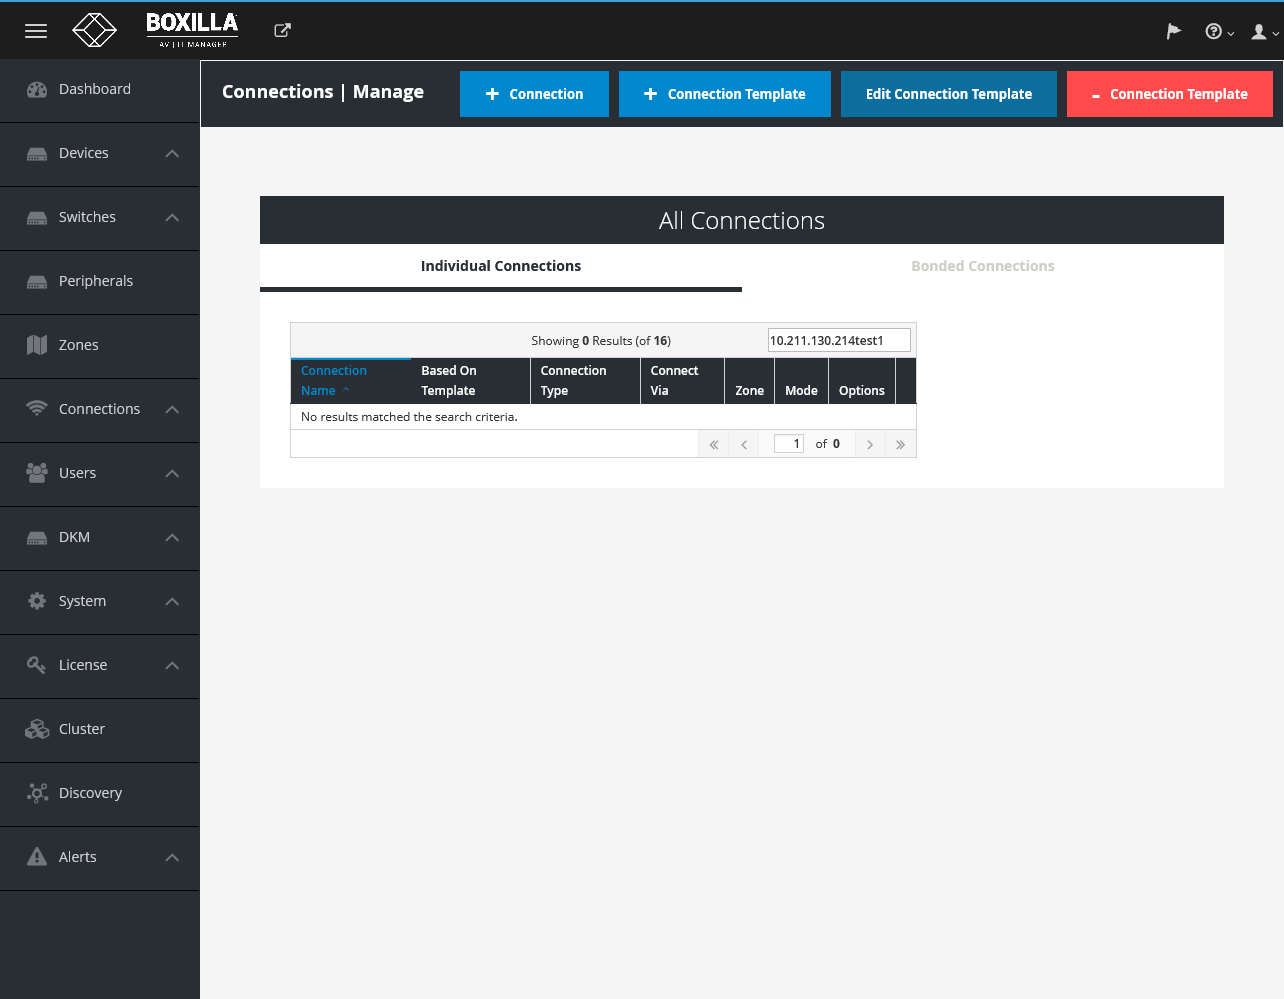 BOXILLA
AV | IT MANAGER
Dashboard
Devices
Switches
Peripherals
Zones
Connections
Users
DKM
System
License
Cluster
Discovery
Alerts
Connections | Manage
+ Connection
+ Connection Template
Edit Connection Template
- Connection Template
All Connections
Individual Connections
Bonded Connections
Showing 0 Results (of 16)
10.211.130.214test1
Connection Name
Based On Template
Connection Type
Connect Via
Zone
Mode
Options
No results matched the search criteria.
« ‹ 1 of 0 › »